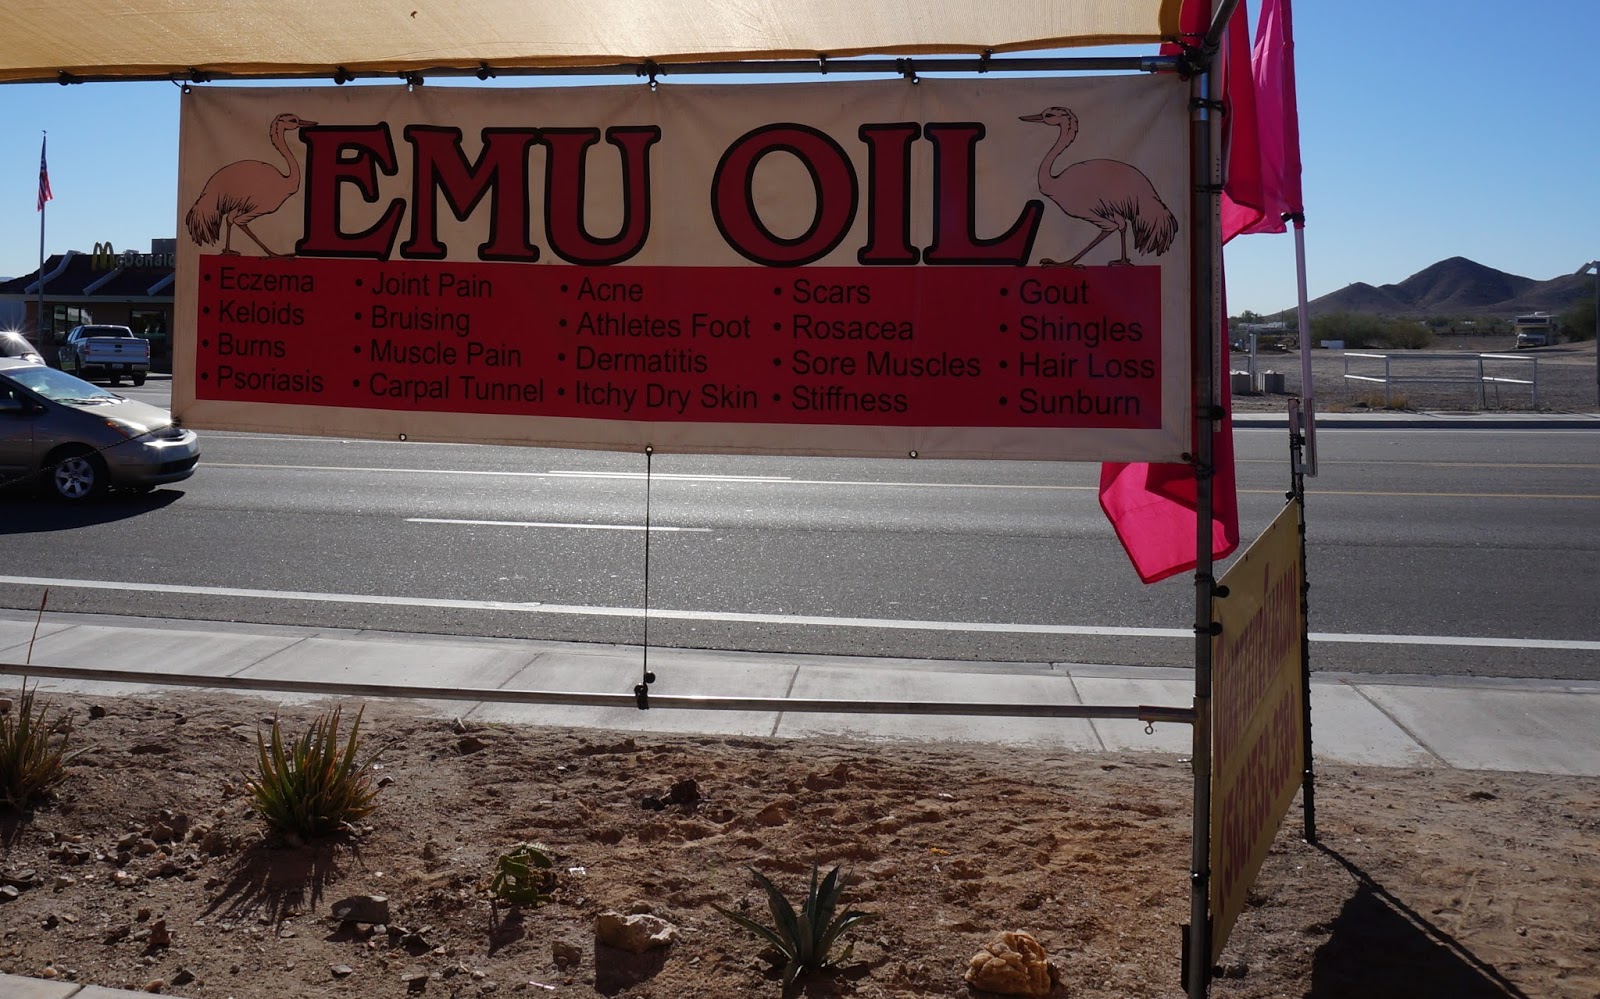 EMU OIL
• Eczema
• Keloids
• Burns
• Psoriasis
• Joint Pain
• Bruising
• Muscle Pain
• Carpal Tunnel
• Acne
• Athletes Foot
• Dermatitis
• Itchy Dry Skin
• Scars
• Rosacea
• Sore Muscles
• Stiffness
• Gout
• Shingles
• Hair Loss
• Sunburn
McDonald